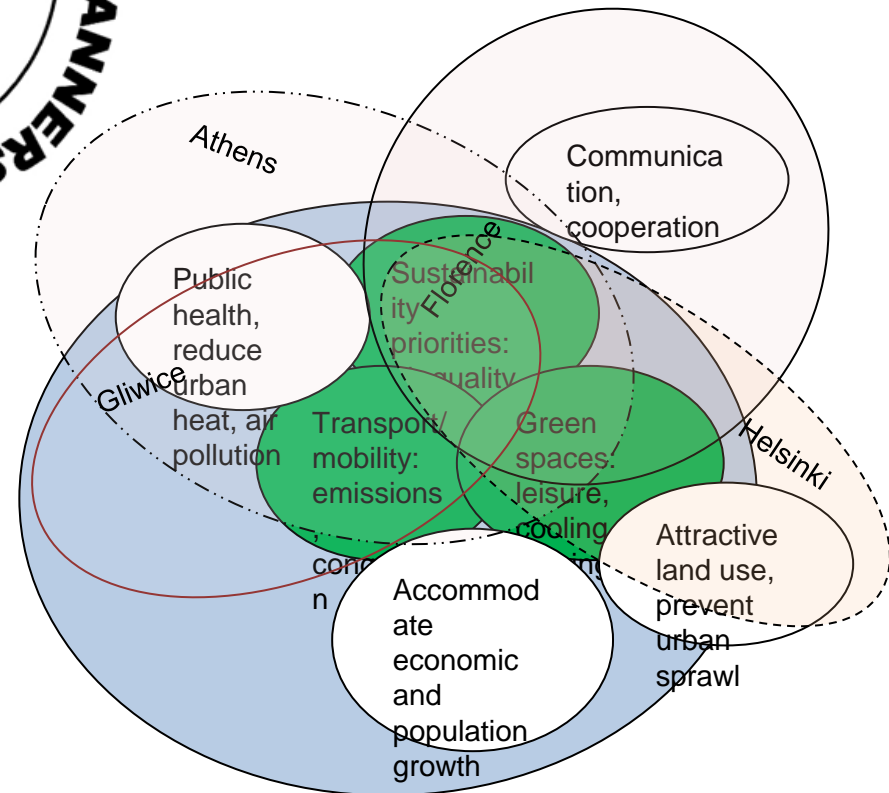 ANNERS
Athens
Communica
tion,
cooperation
Florence
Public
health,
reduce
urban
heat, air
pollution
Sustainabil
ity
priorities:
quality
Gliwice
Transport/
mobility:
emissions
,
n
Green
spaces:
leisure,
cooling
Helsinki
Attractive
land use,
prevent
urban
sprawl
Accommod
ate
economic
and
population
growth